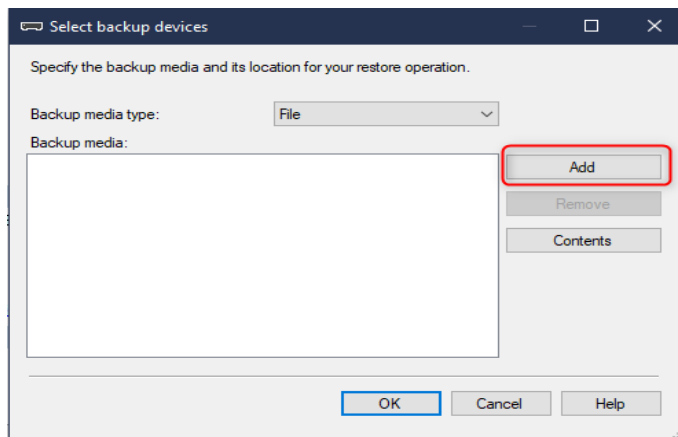 Select backup devices
Specify the backup media and its location for your restore operation.
Backup media type:
File
Backup media:
Add
Remove
Contents
OK
Cancel
Help